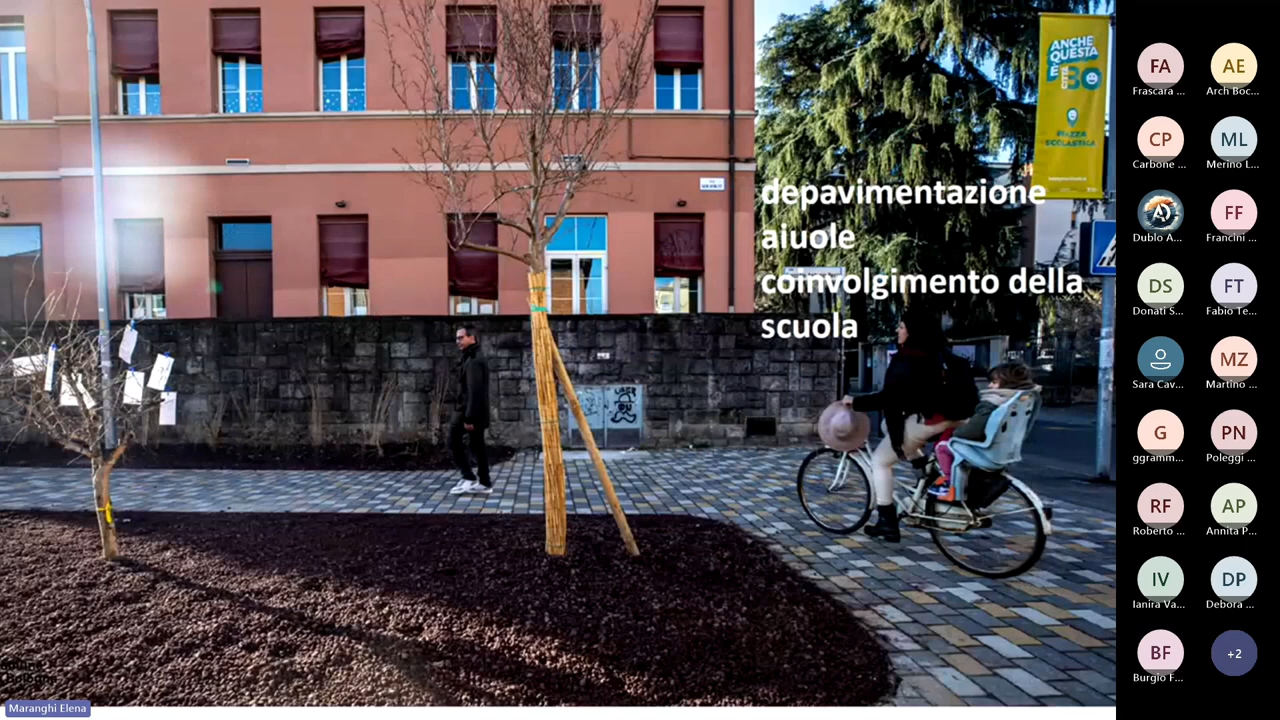 ANCHE
QUESTA
È
30
PIAZZA
SCOLASTICA
depavimentazione
aiuole
coinvolgimento della
scuola
Maranghi Elena
FA
Frascara ...
AE
Arch Boc...
CP
Carbone ...
ML
Merino L...
Dublo A...
FF
Francini ...
DS
Donati S...
FT
Fabio Te...
Sara Cav...
MZ
Martino ...
G
ggramm...
PN
Poleggi ...
RF
Roberto ...
AP
Annita P...
IV
Ianira Va...
DP
Debora ...
BF
Burgio F...
+2